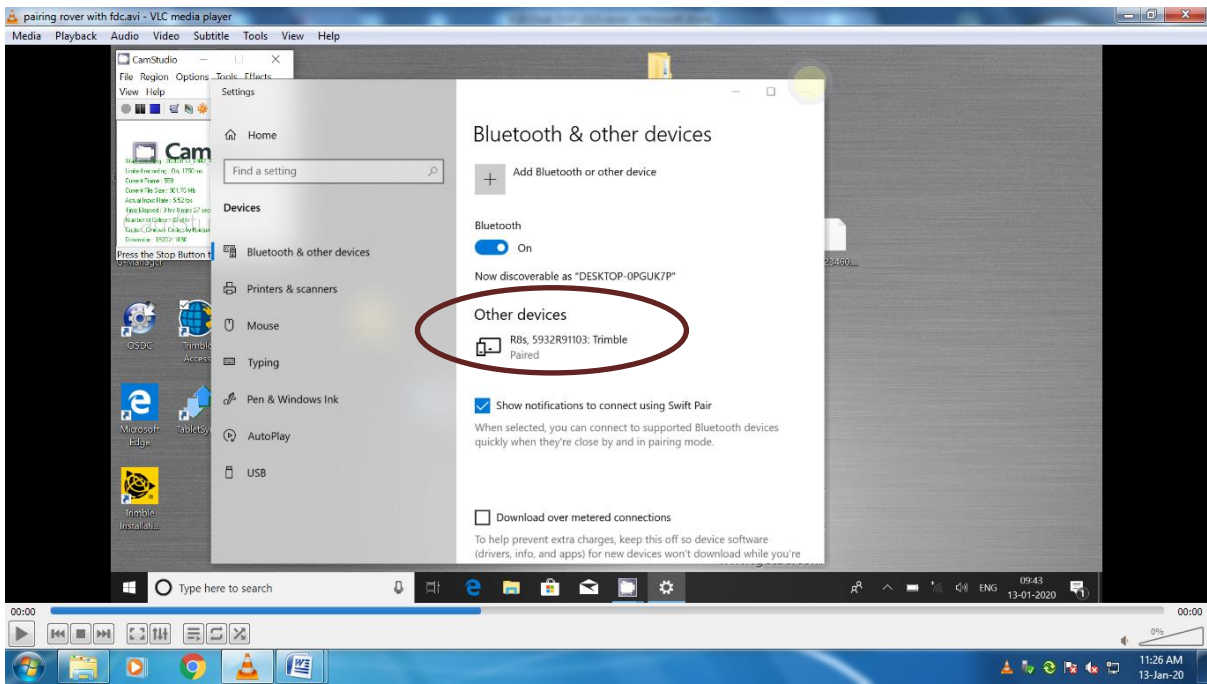 pairing rover with fdc.avi - VLC media player
Media Playback Audio Video Subtitle Tools View Help
CamStudio
File Region Options Tools Effects
View Help
Cam
Press the Stop Button t
OSDC
Trimble
Access
Microsoft
Edge
TabletSy
Trimble
Installati...
Settings
Home
Find a setting
Devices
Bluetooth & other devices
Printers & scanners
Mouse
Typing
Pen & Windows Ink
AutoPlay
USB
Bluetooth & other devices
Add Bluetooth or other device
Bluetooth
On
Now discoverable as "DESKTOP-0PGUK7P"
Other devices
R8s, 5932R91103: Trimble
Paired
Show notifications to connect using Swift Pair
When selected, you can connect to supported Bluetooth devices
quickly when they're close by and in pairing mode.
Download over metered connections
To help prevent extra charges, keep this off so device software
(drivers, info, and apps) for new devices won't download while you're
Type here to search
ENG
09:43
13-01-2020
00:00
00:00
0%
11:26 AM
13-Jan-20